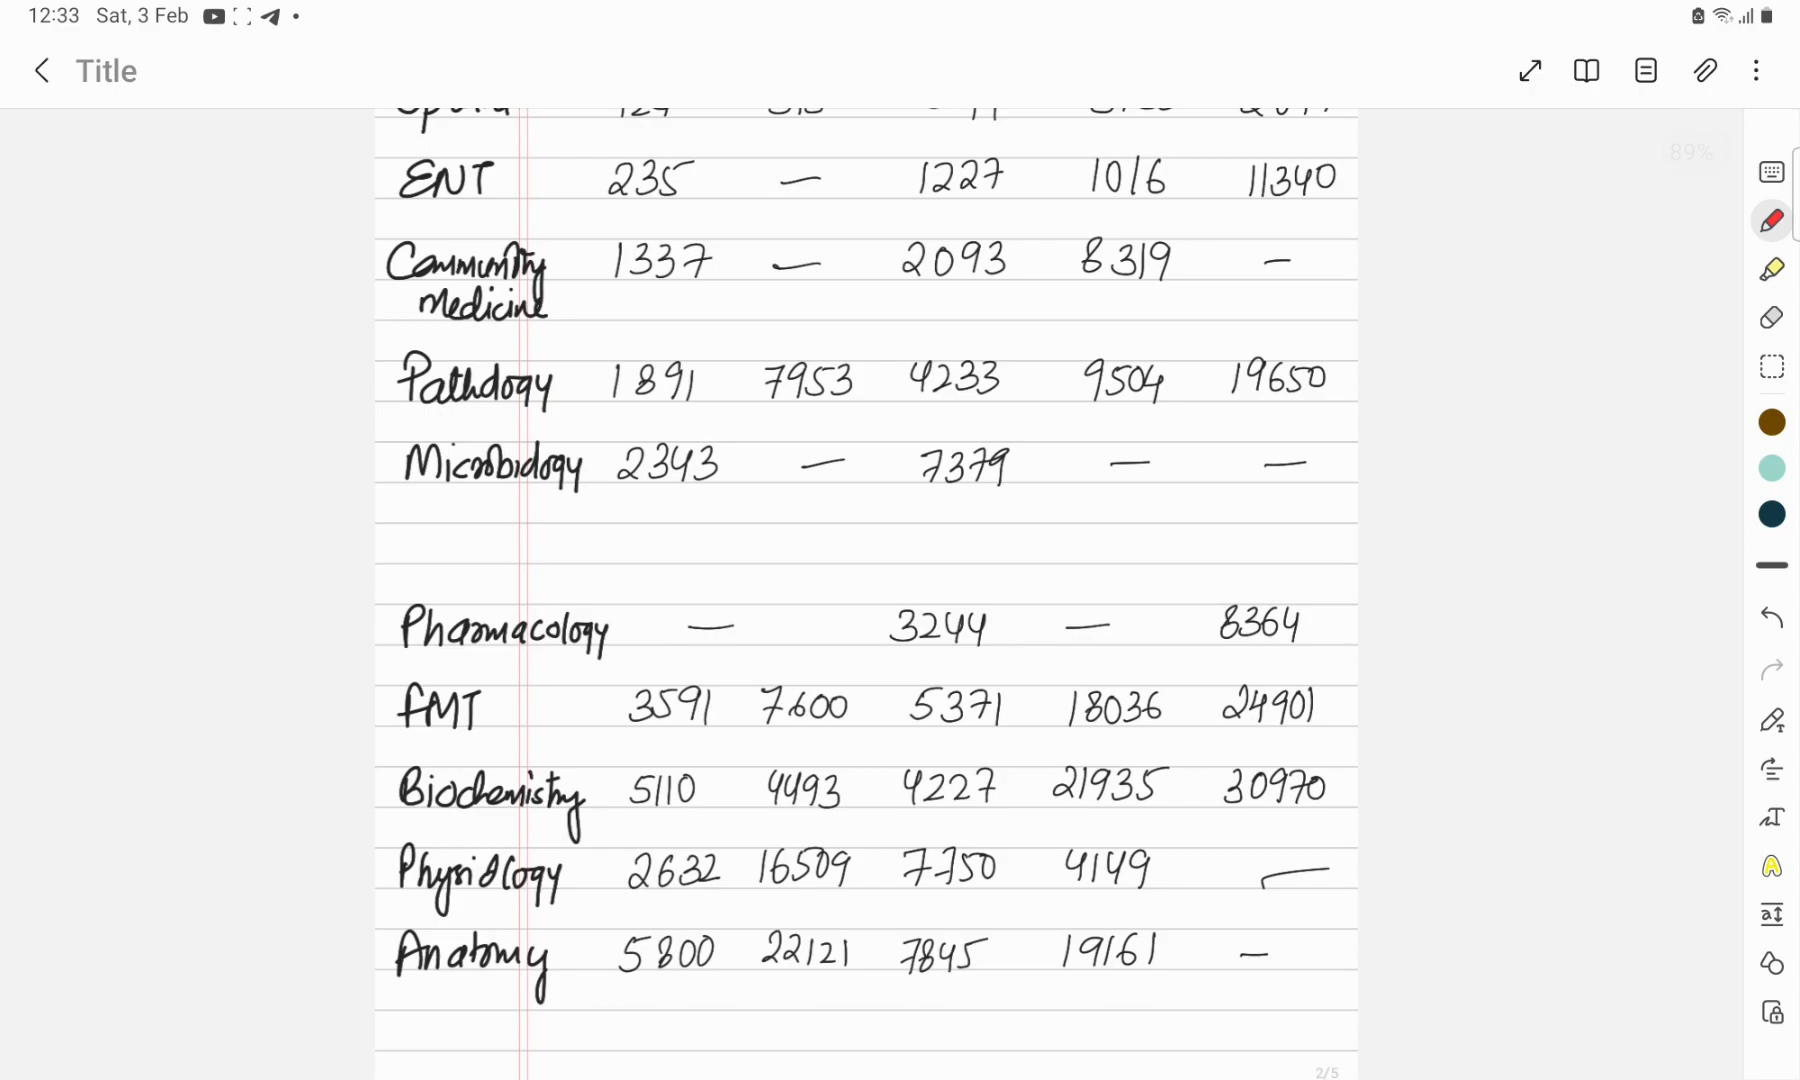 12:33 Sat, 3 Feb
Title
89%
ENT 235 — 1227 1016 11340
Community 1337 — 2093 8319 —
medicine
Pathology 1891 7953 4233 9504 19650
Microbiology 2343 — 7379 — —
Pharmacology — 3244 — 8364
FMT 3591 7600 5371 18036 24901
Biochemistry 5110 4493 4227 21935 30970
Physiology 2632 16509 7750 4149 —
Anatomy 5800 22121 7845 19161 —
2/5